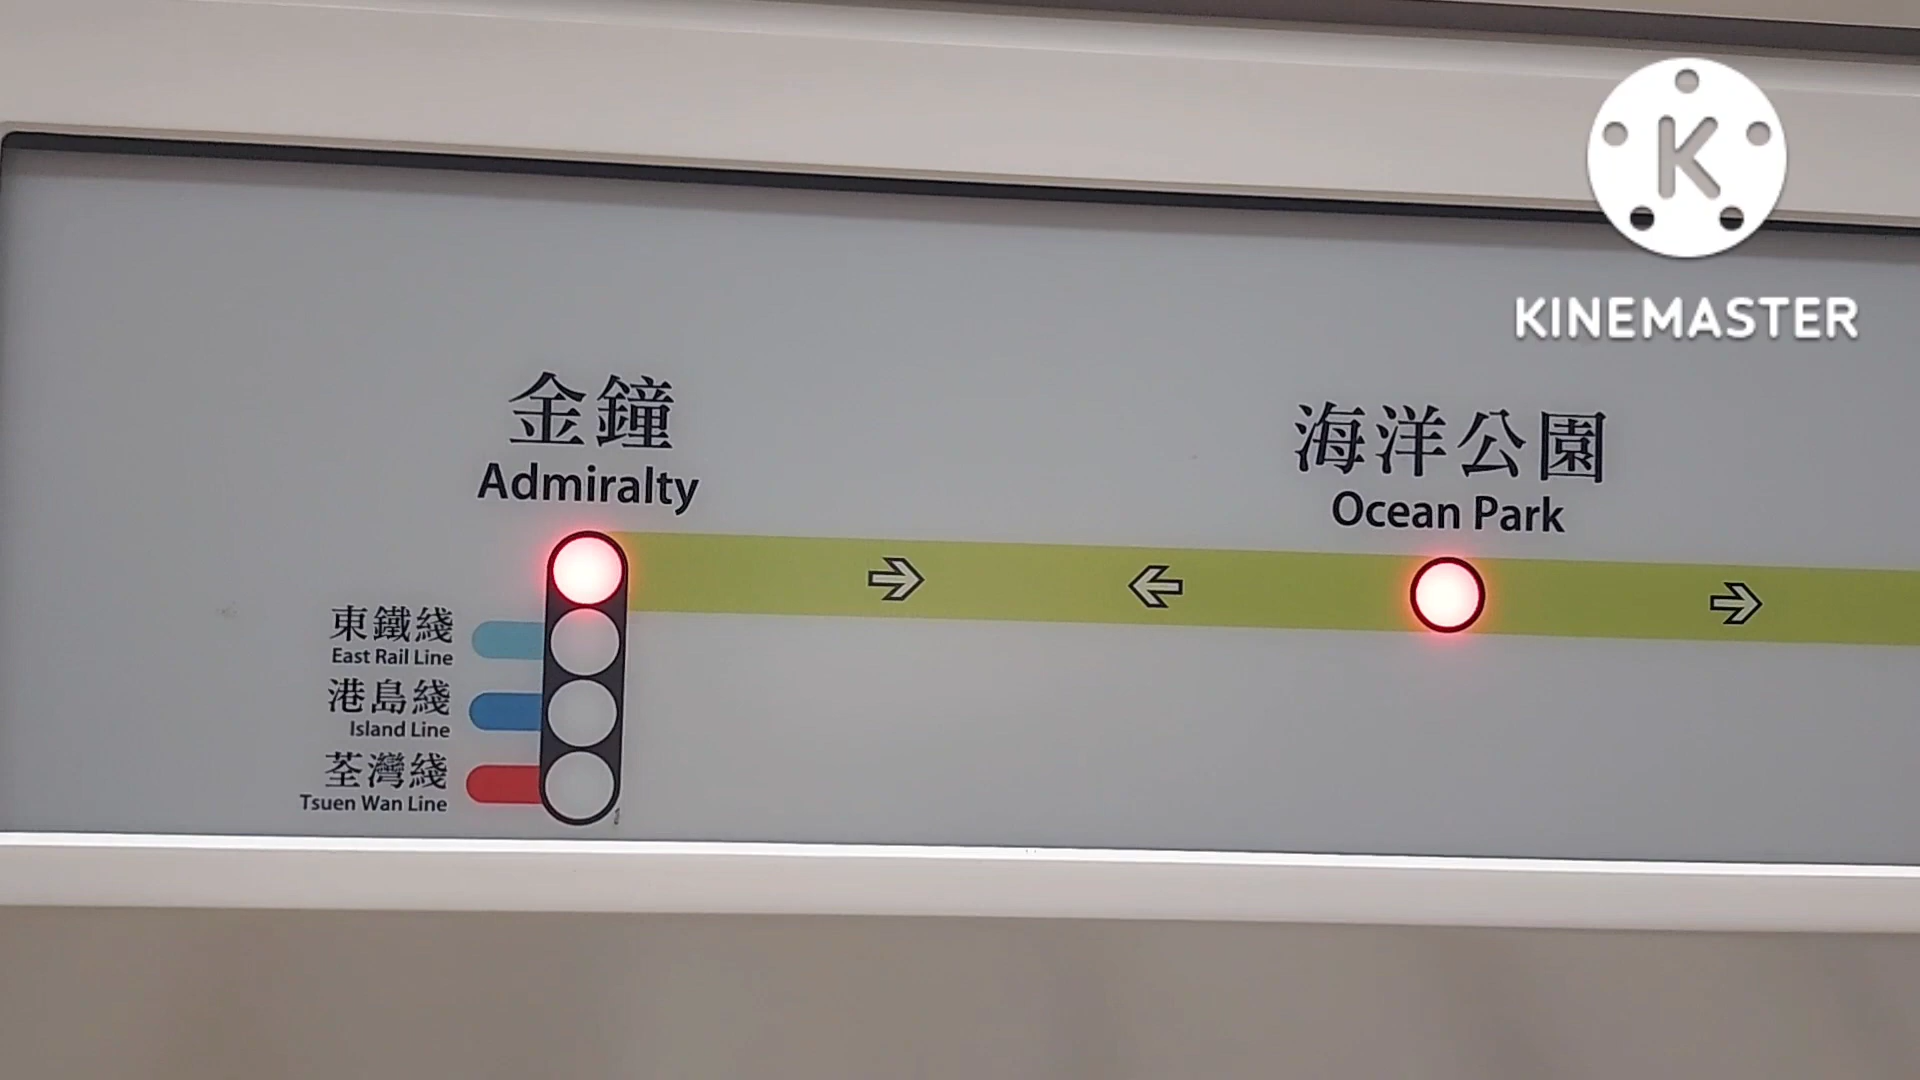 K
KINEMASTER
金鐘
Admiralty
海洋公園
Ocean Park
東鐵綫
East Rail Line
港島綫
Island Line
荃灣綫
Tsuen Wan Line